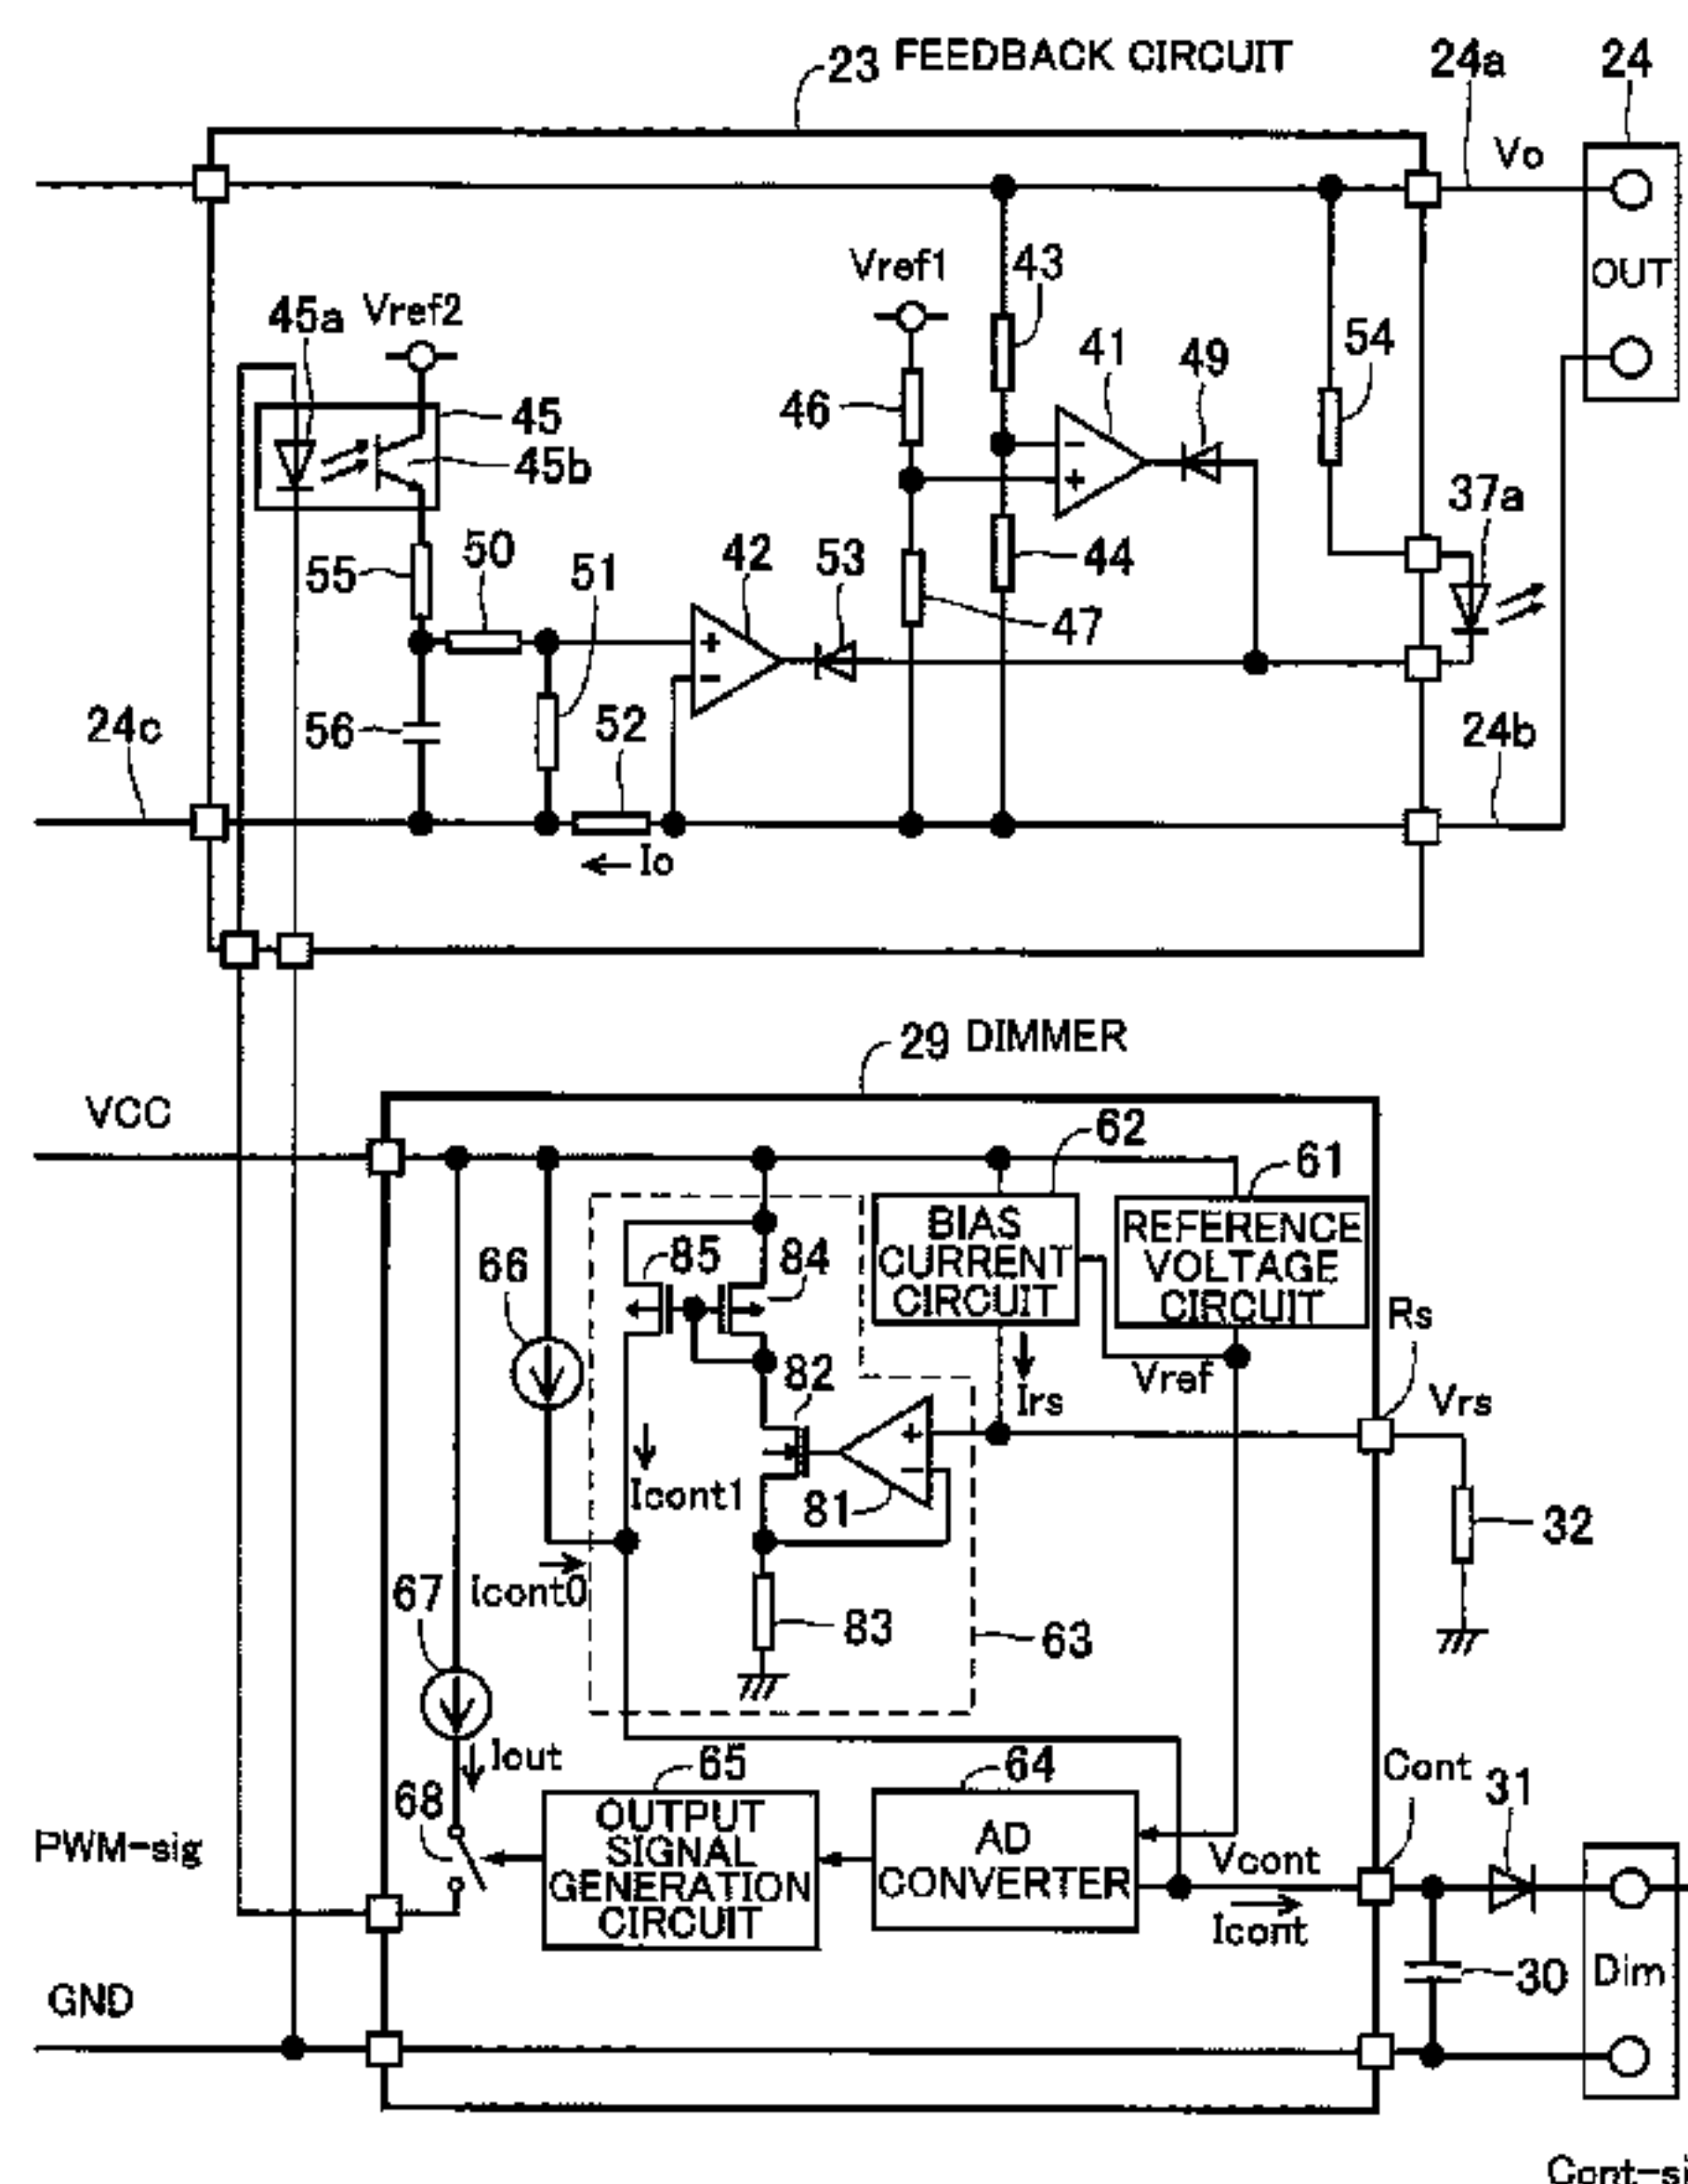 23 FEEDBACK CIRCUIT
24a
24
Vo
OUT
Vref1
43
45a
Vref2
41
49
54
45
46
45b
37a
50
55
51
42
53
44
47
24c
56
52
24b
Io
29 DIMMER
VCC
62
61
BIAS
CURRENT
CIRCUIT
REFERENCE
VOLTAGE
CIRCUIT
85
84
66
Rs
82
Irs
Vref
Vrs
Icont1
81
32
Icont0
67
83
63
Iout
65
64
Cont
31
68
OUTPUT
SIGNAL
GENERATION
CIRCUIT
AD
CONVERTER
PWM-sig
Vcont
Icont
30
Dim
GND